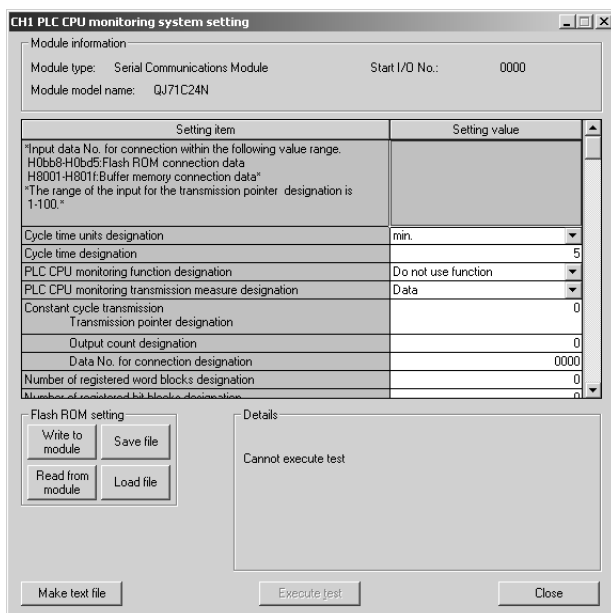 CH1 PLC CPU monitoring system setting
Module information
Module type: Serial Communications Module Start I/O No.: 0000
Module model name: QJ71C24N
Setting item Setting value
"Input data No. for connection within the following value range.
H0bb8-H0bd5:Flash ROM connection data
H8001-H801f:Buffer memory connection data"
"The range of the input for the transmission pointer designation is
1-100."
Cycle time units designation min.
Cycle time designation 5
PLC CPU monitoring function designation Do not use function
PLC CPU monitoring transmission measure designation Data
Constant cycle transmission 0
Transmission pointer designation
Output count designation 0
Data No. for connection designation 0000
Number of registered word blocks designation 0
Number of registered bit blocks designation 0
Flash ROM setting
Write to
module
Save file
Read from
module
Load file
Details
Cannot execute test
Make text file Execute test Close